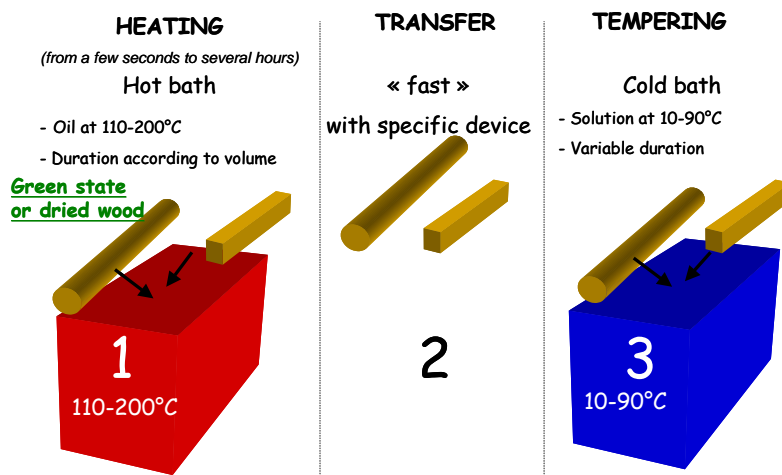 HEATING
(from a few seconds to several hours)
Hot bath
- Oil at 110-200°C
- Duration according to volume
Green state
or dried wood
1
110-200°C
TRANSFER
« fast »
with specific device
2
TEMPERING
Cold bath
- Solution at 10-90°C
- Variable duration
3
10-90°C